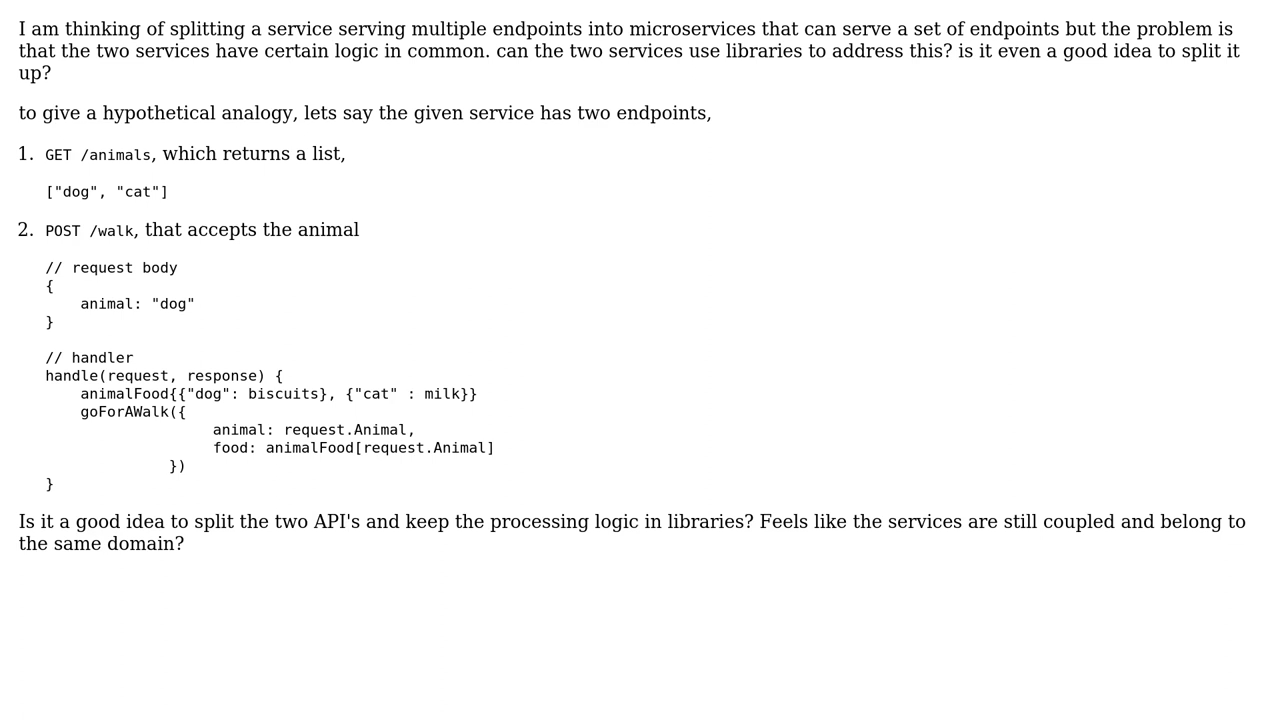 I am thinking of splitting a service serving multiple endpoints into microservices that can serve a set of endpoints but the problem is
that the two services have certain logic in common. can the two services use libraries to address this? is it even a good idea to split it
up?
to give a hypothetical analogy, lets say the given service has two endpoints,
1. GET /animals, which returns a list,
["dog", "cat"]
2. POST /walk, that accepts the animal
// request body
{
    animal: "dog"
}
// handler
handle(request, response) {
    animalFood{{"dog": biscuits}, {"cat" : milk}}
    goForAWalk({
                   animal: request.Animal,
                   food: animalFood[request.Animal]
              })
}
Is it a good idea to split the two API's and keep the processing logic in libraries? Feels like the services are still coupled and belong to
the same domain?